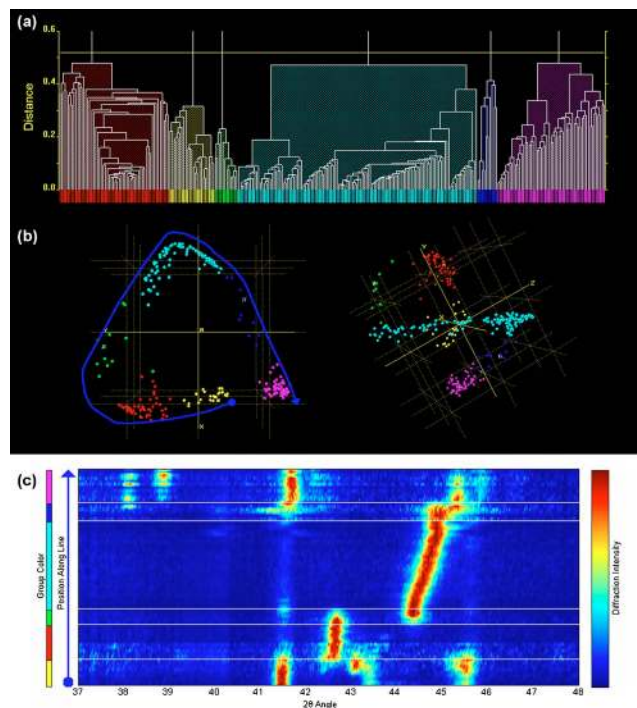 (a)
0.6
0.4
0.2
0.0
Distance
(b)
Y
Z
X
(c)
Group Color
Position Along Line
37 38 39 40 41 42 43 44 45 46 47 48
2θ Angle
Diffraction Intensity